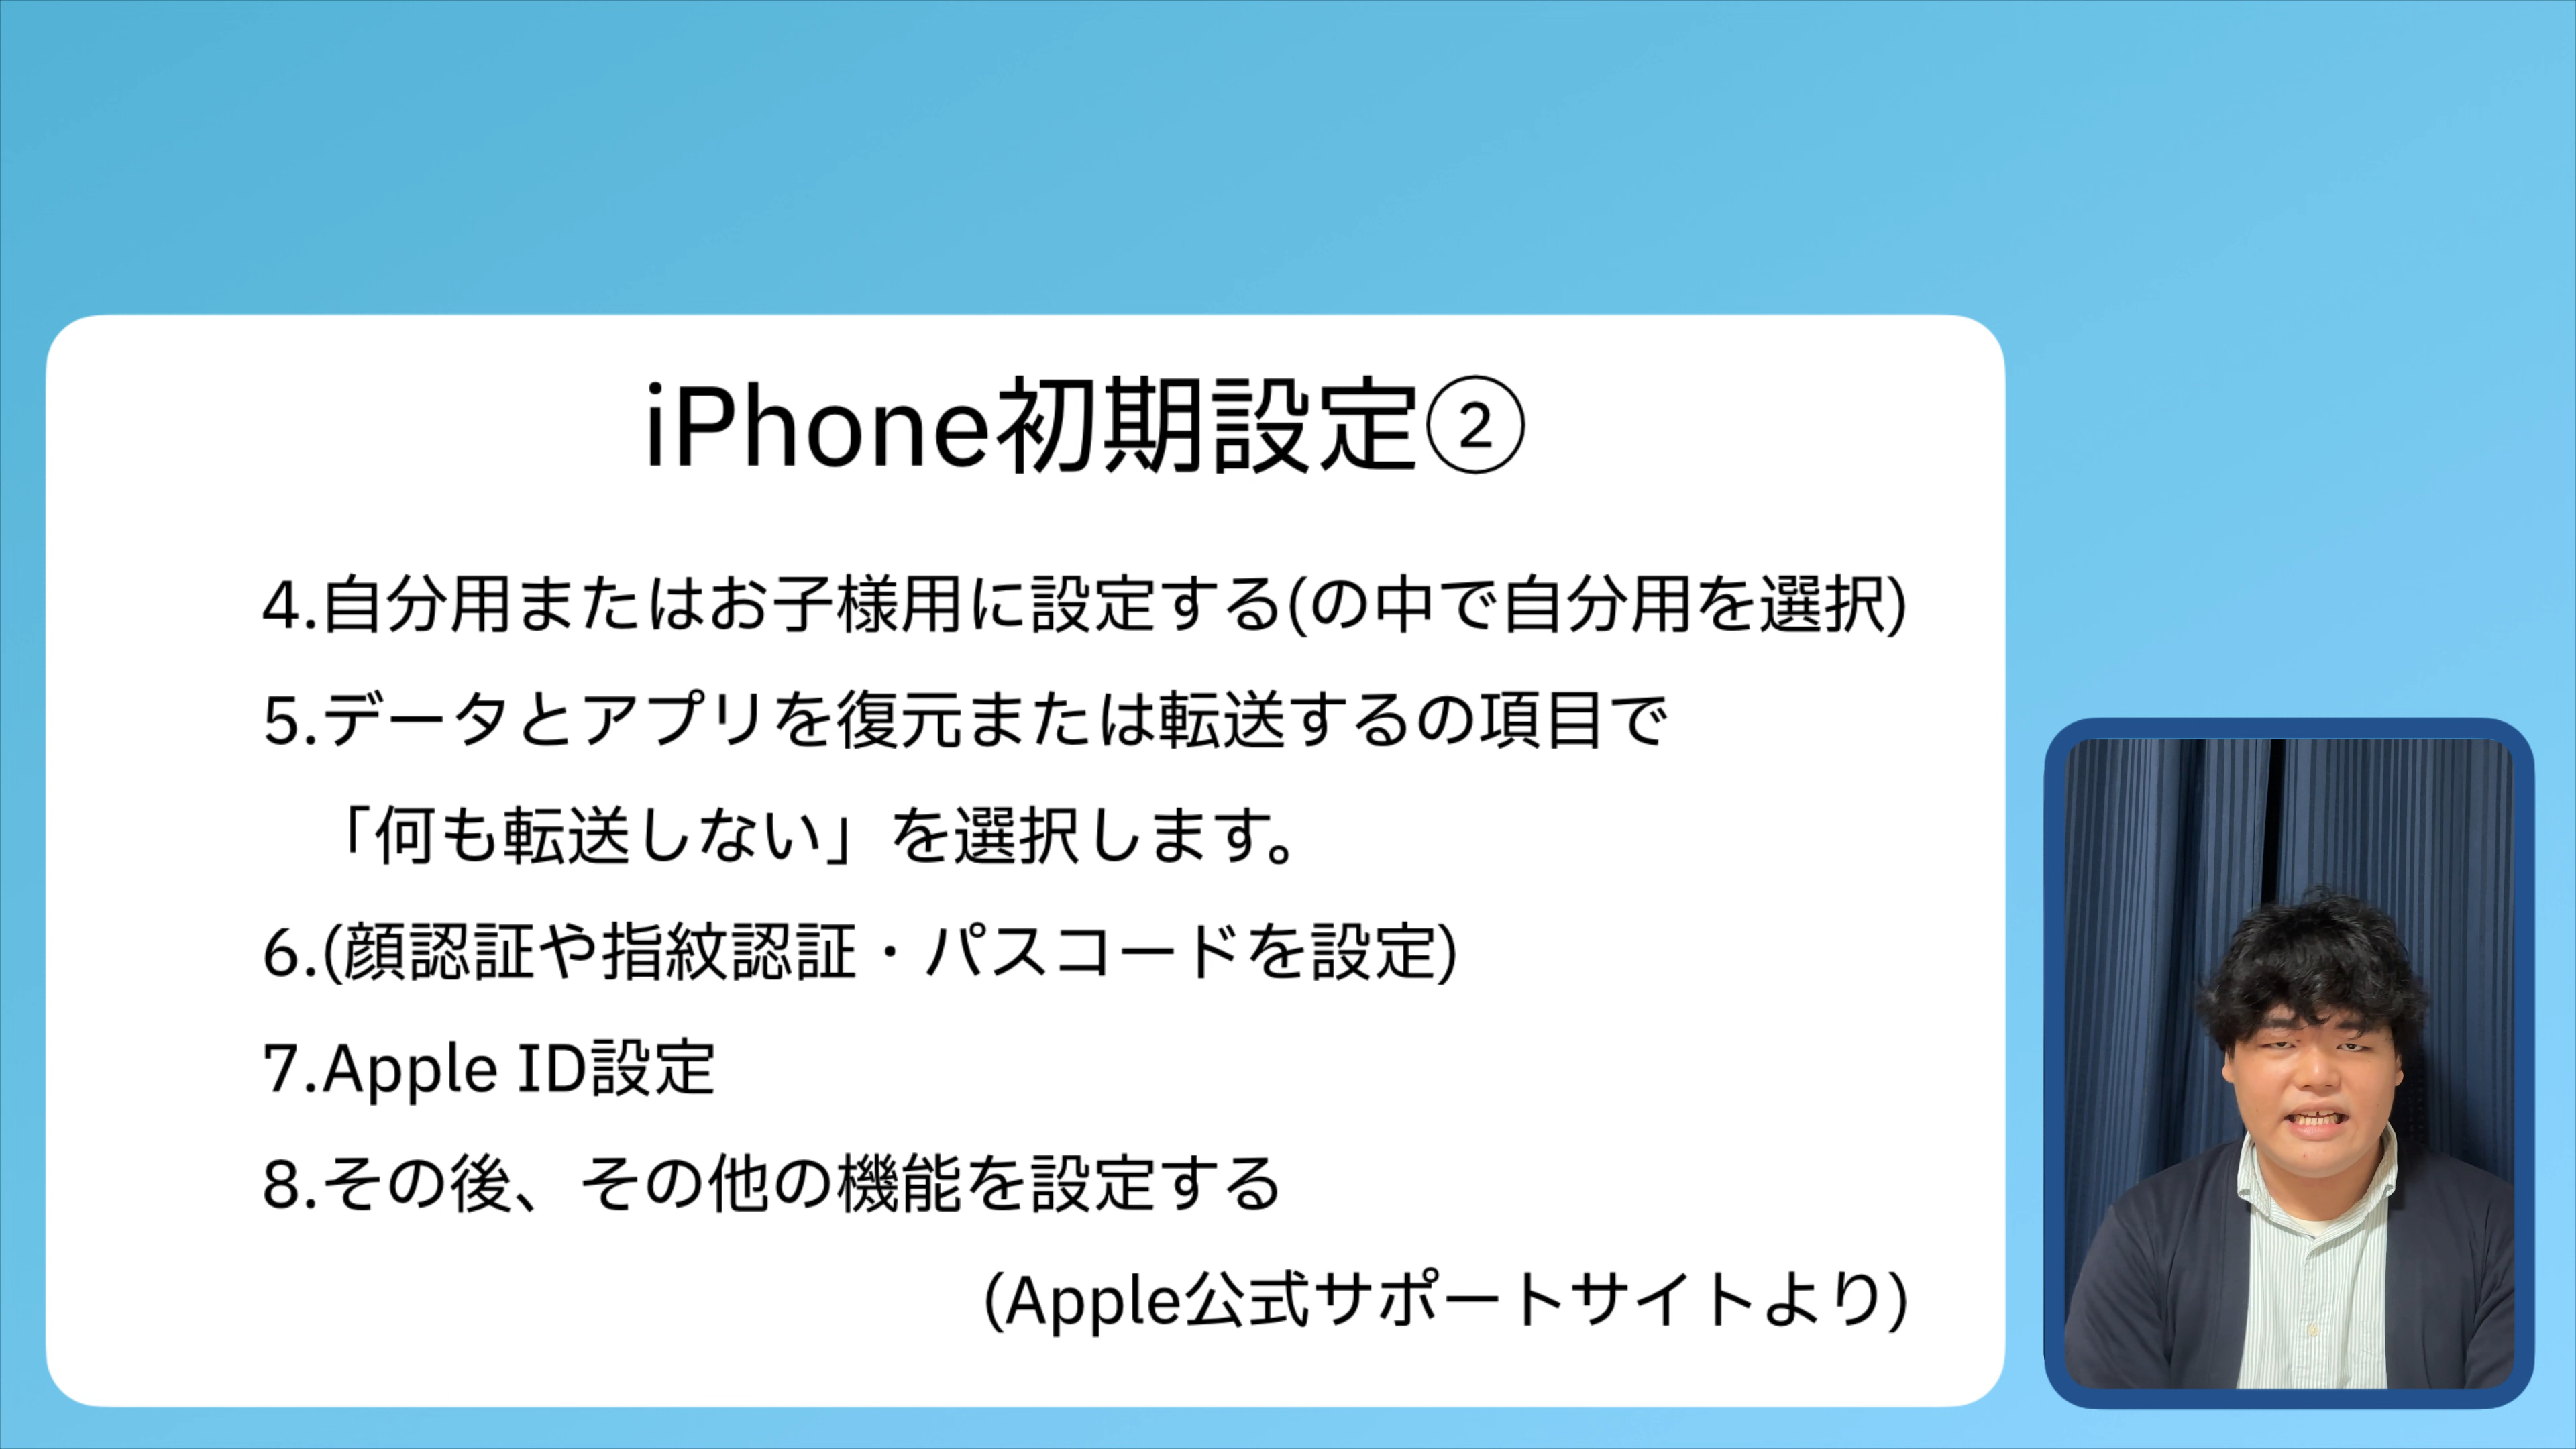 iPhone初期設定②
4.自分用またはお子様用に設定する(の中で自分用を選択)
5.データとアプリを復元または転送するの項目で
「何も転送しない」を選択します。
6.(顔認証や指紋認証・パスコードを設定)
7.Apple ID設定
8.その後、その他の機能を設定する
(Apple公式サポートサイトより)